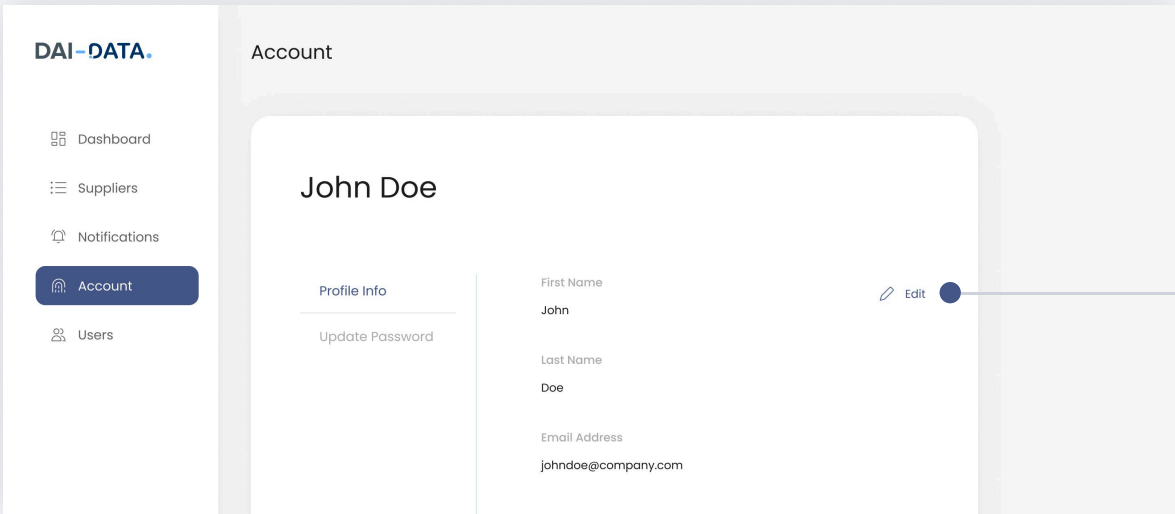 DAI-DATA.
Account
Dashboard
Suppliers
Notifications
Account
Users
John Doe
Profile Info
Update Password
First Name
John
Edit
Last Name
Doe
Email Address
johndoe@company.com